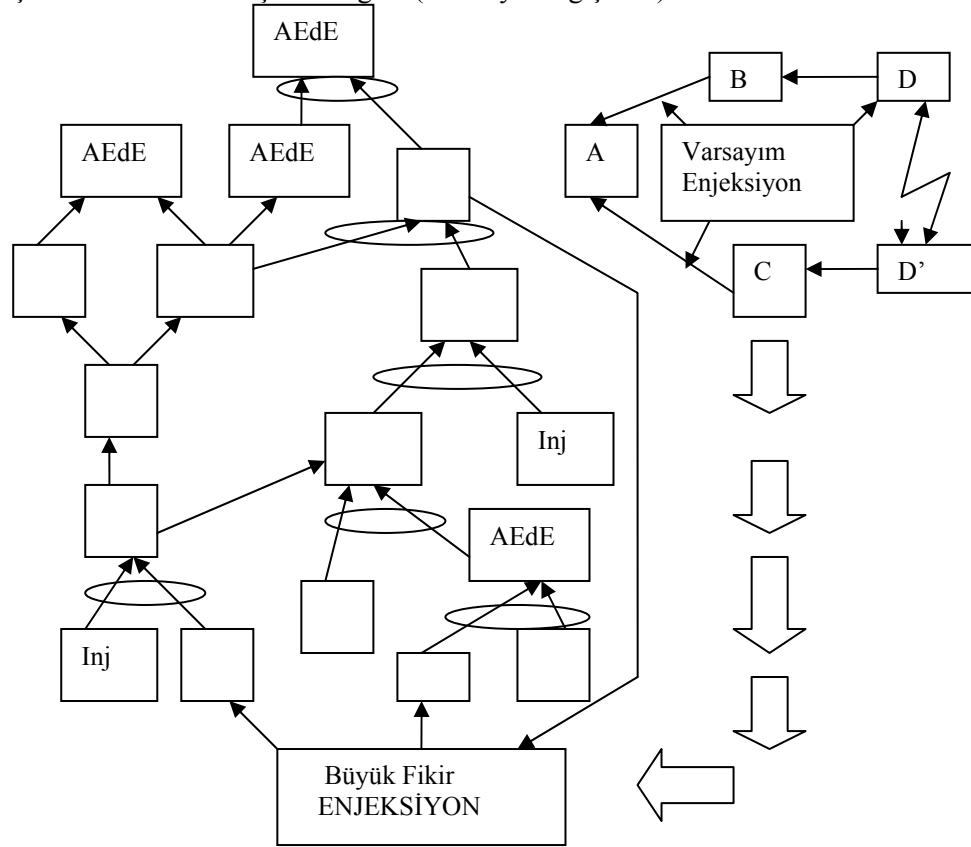 AEdE
B
D
AEdE
AEdE
A
Varsayım
Enjeksiyon
C
D’
Inj
AEdE
Inj
Büyük Fikir
ENJEKSİYON